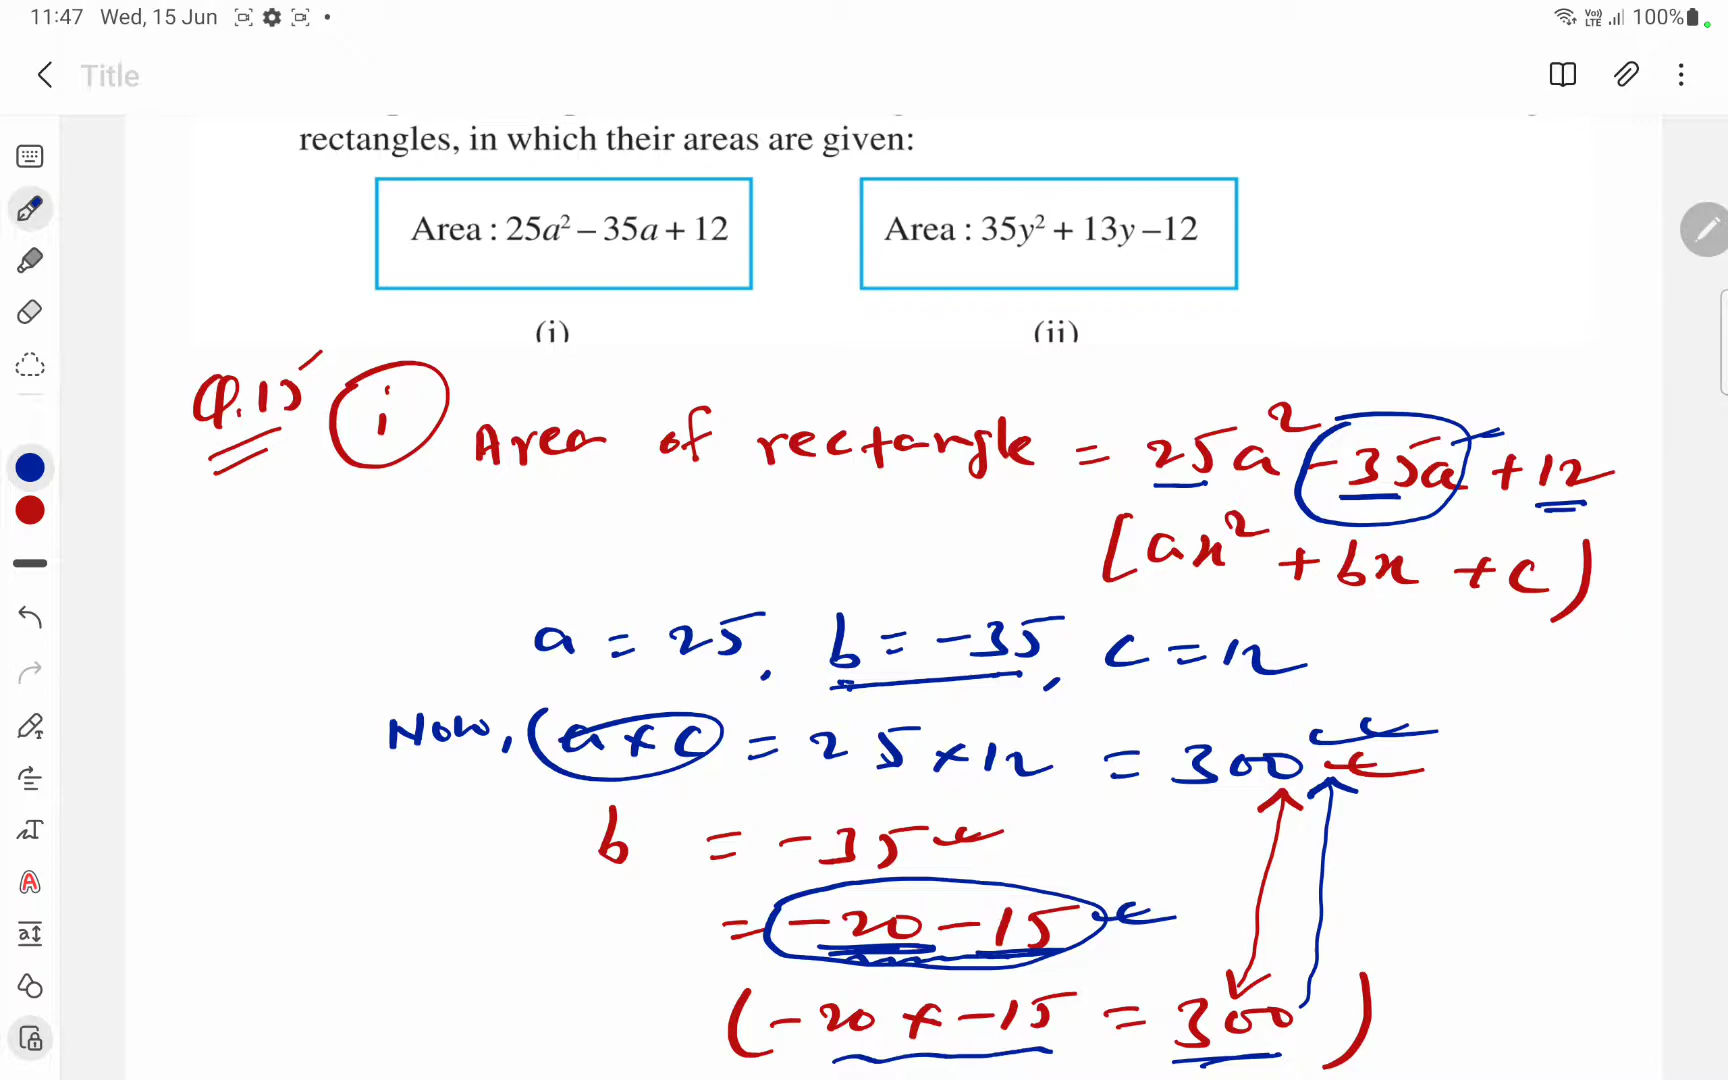 11:47 Wed, 15 Jun
VoI) LTE 100%
Title
rectangles, in which their areas are given:
Area : 25a² – 35a + 12
Area : 35y² + 13y –12
(i)
(ii)
Q.15 i Area of rectangle = 25a² - 35a + 12
[ax² + bx + c)
a = 25, b = -35, c = 12
Now, (a × c) = 25 × 12 = 300
b = -35
= -20 - 15
(-20 × -15 = 300)